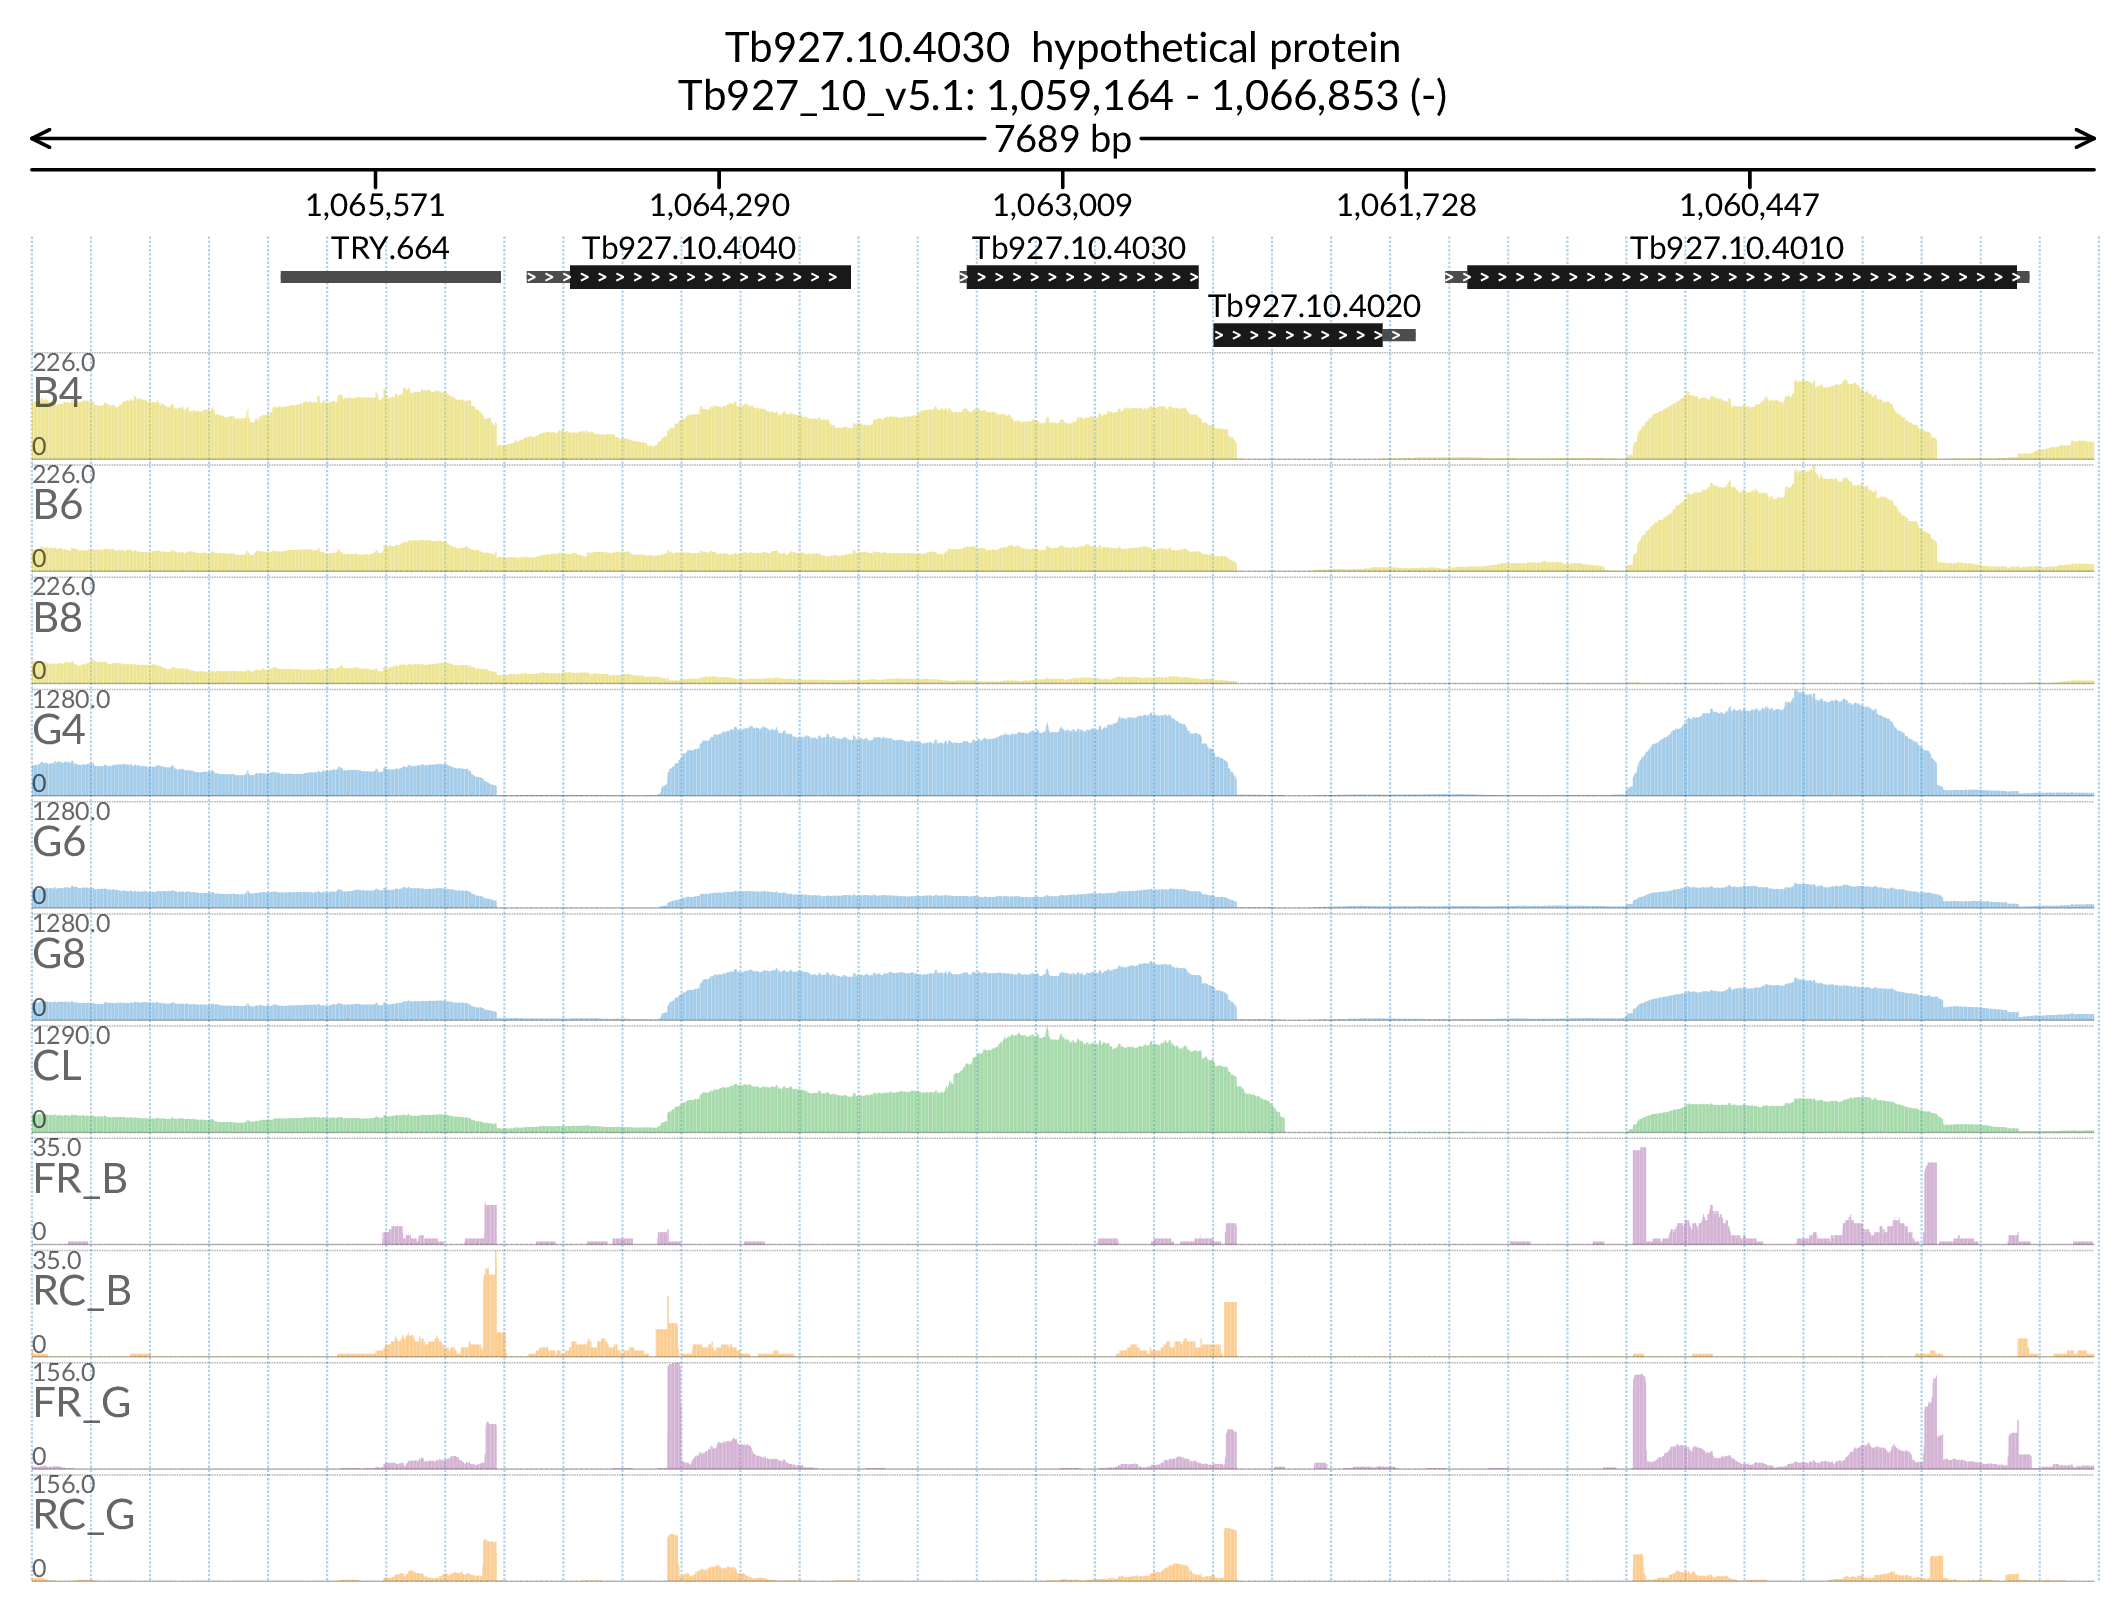 Tb927.10.4030 hypothetical protein
Tb927_10_v5.1: 1,059,164 - 1,066,853 (-)
7689 bp
1,065,571 1,064,290 1,063,009 1,061,728 1,060,447
TRY.664 Tb927.10.4040 Tb927.10.4030 Tb927.10.4010
Tb927.10.4020
226.0
B4
0
226.0
B6
0
226.0
B8
0
1280.0
G4
0
1280.0
G6
0
1280.0
G8
0
1290.0
CL
0
35.0
FR_B
0
35.0
RC_B
0
156.0
FR_G
0
156.0
RC_G
0